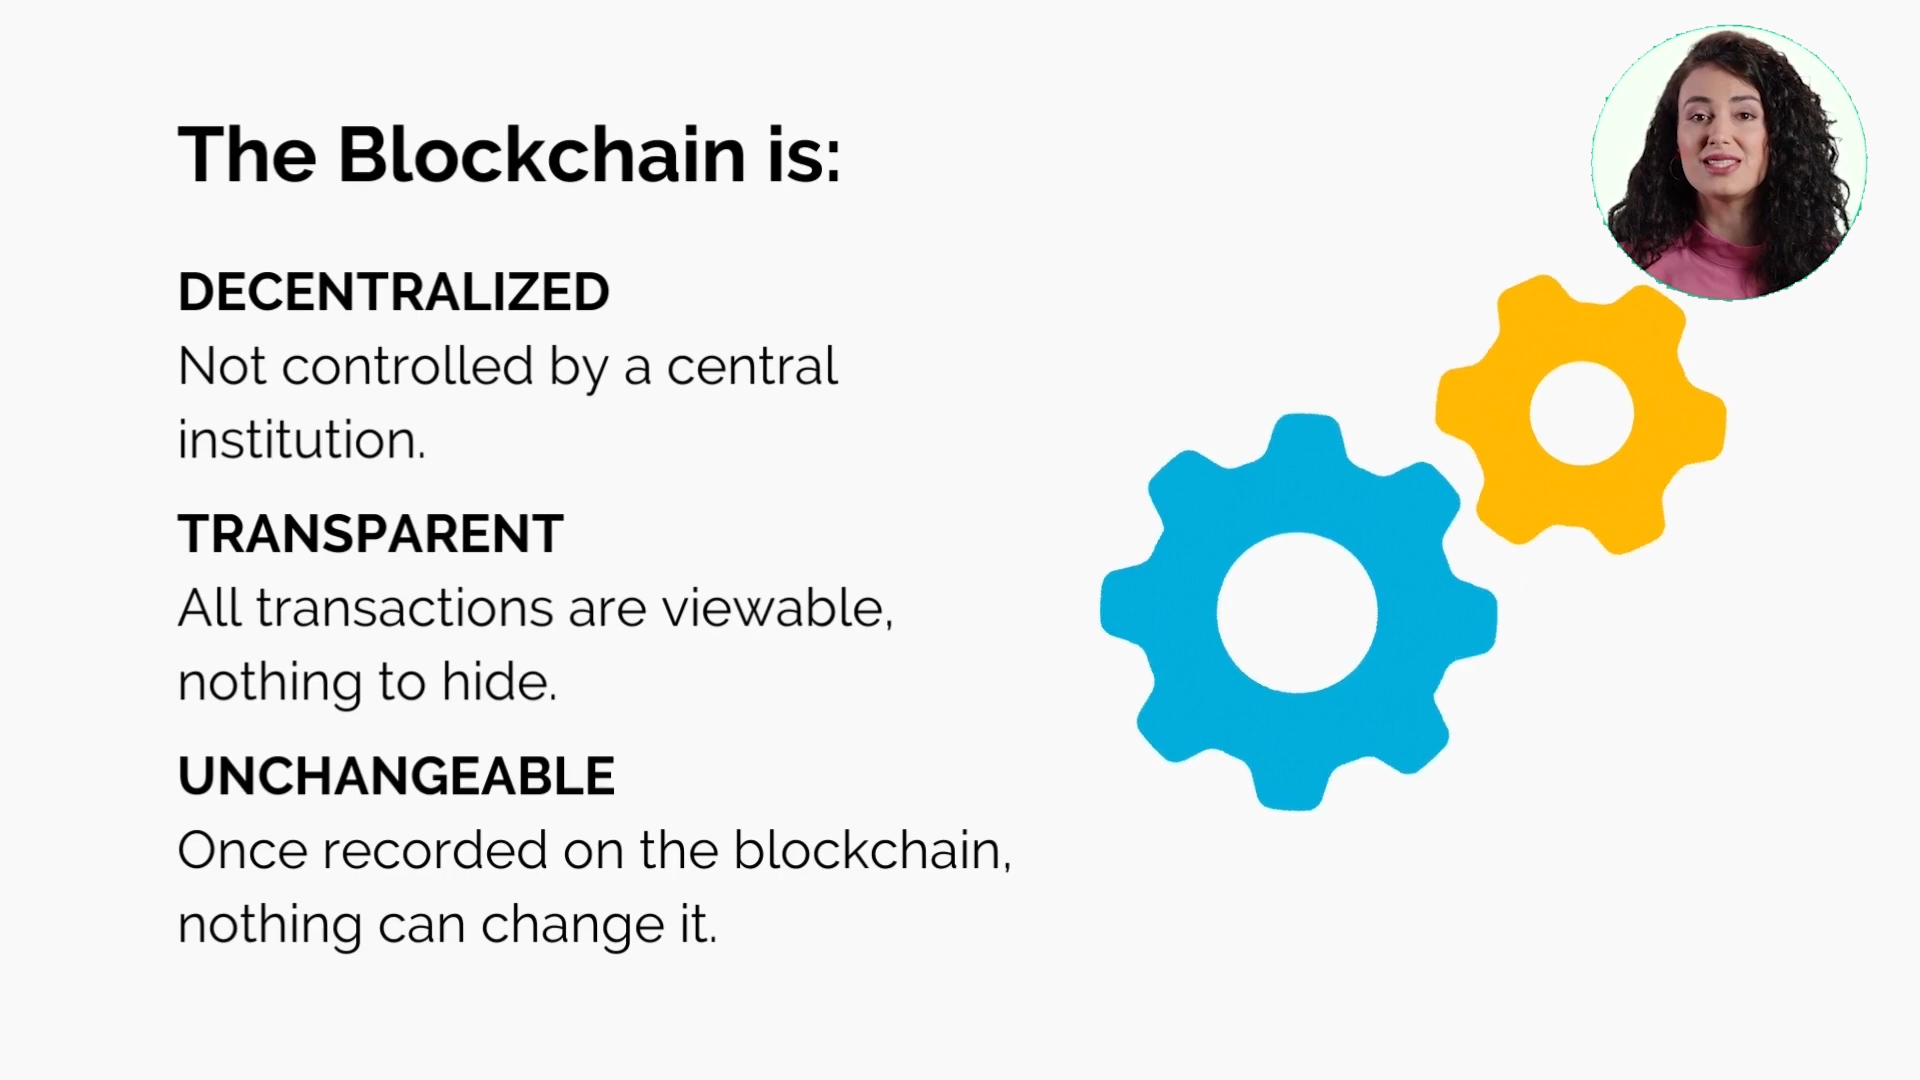 The Blockchain is:
DECENTRALIZED
Not controlled by a central
institution.
TRANSPARENT
All transactions are viewable,
nothing to hide.
UNCHANGEABLE
Once recorded on the blockchain,
nothing can change it.